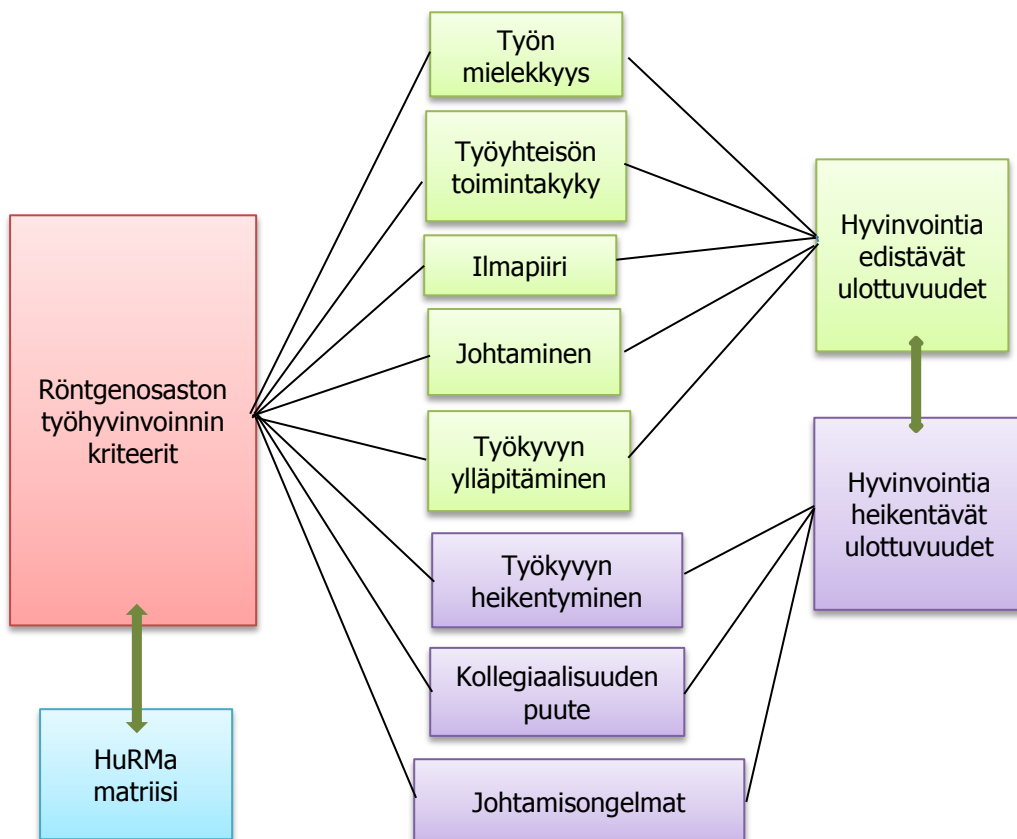 Työn
mielekkyys
Työyhteisön
toimintakyky
Ilmapiiri
Johtaminen
Työkyvyn
ylläpitäminen
Työkyvyn
heikentyminen
Kollegiaalisuuden
puute
Johtamisongelmat
Röntgenosaston
työhyvinvoinnin
kriteerit
HuRMa
matriisi
Hyvinvointia
edistävät
ulottuvuudet
Hyvinvointia
heikentävät
ulottuvuudet